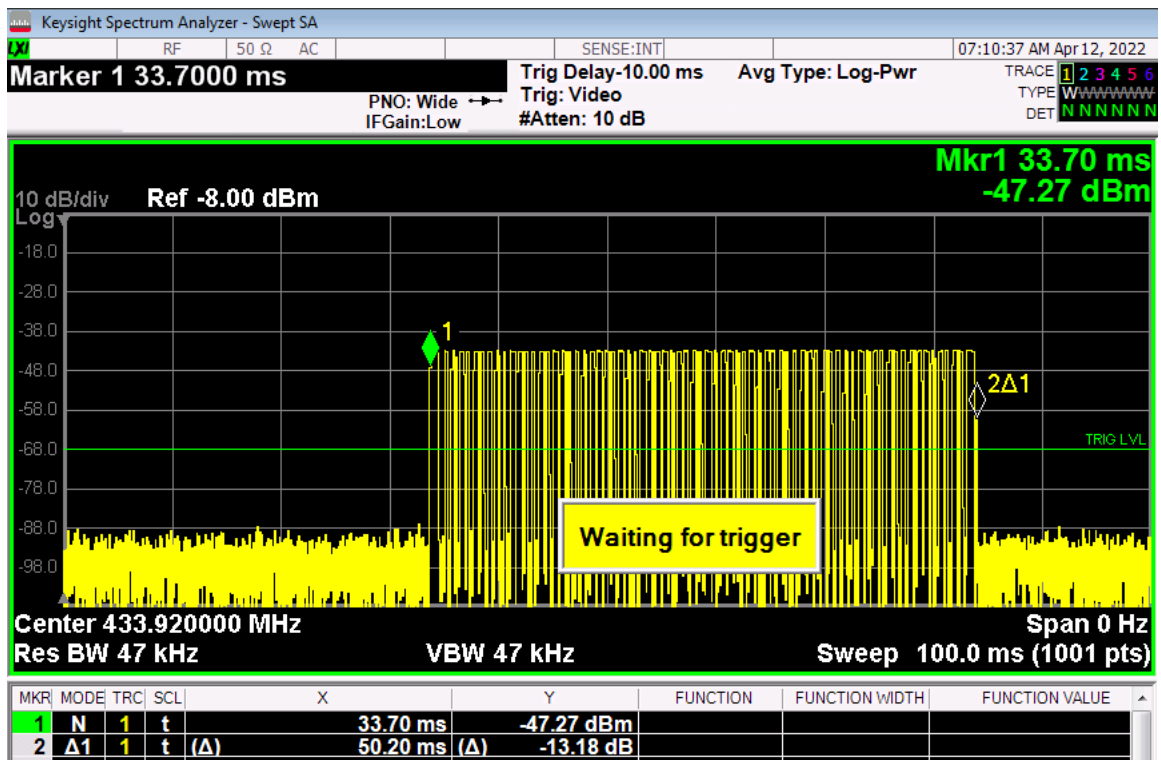 Keysight Spectrum Analyzer - Swept SA
LXI RF 50 Ω AC SENSE:INT 07:10:37 AM Apr 12, 2022
Marker 1 33.7000 ms
PNO: Wide
IFGain:Low
Trig Delay-10.00 ms
Trig: Video
#Atten: 10 dB
Avg Type: Log-Pwr
TRACE 1 2 3 4 5 6
TYPE WWWWWW
DET N N N N N N
Mkr1 33.70 ms
-47.27 dBm
10 dB/div Ref -8.00 dBm
Log
-18.0
-28.0
-38.0
1
-48.0
2Δ1
-58.0
TRIG LVL
-68.0
-78.0
-88.0
Waiting for trigger
-98.0
Center 433.920000 MHz Span 0 Hz
Res BW 47 kHz VBW 47 kHz Sweep 100.0 ms (1001 pts)
MKR MODE TRC SCL X Y FUNCTION FUNCTION WIDTH FUNCTION VALUE
1 N 1 t 33.70 ms -47.27 dBm
2 Δ1 1 t (Δ) 50.20 ms (Δ) -13.18 dB